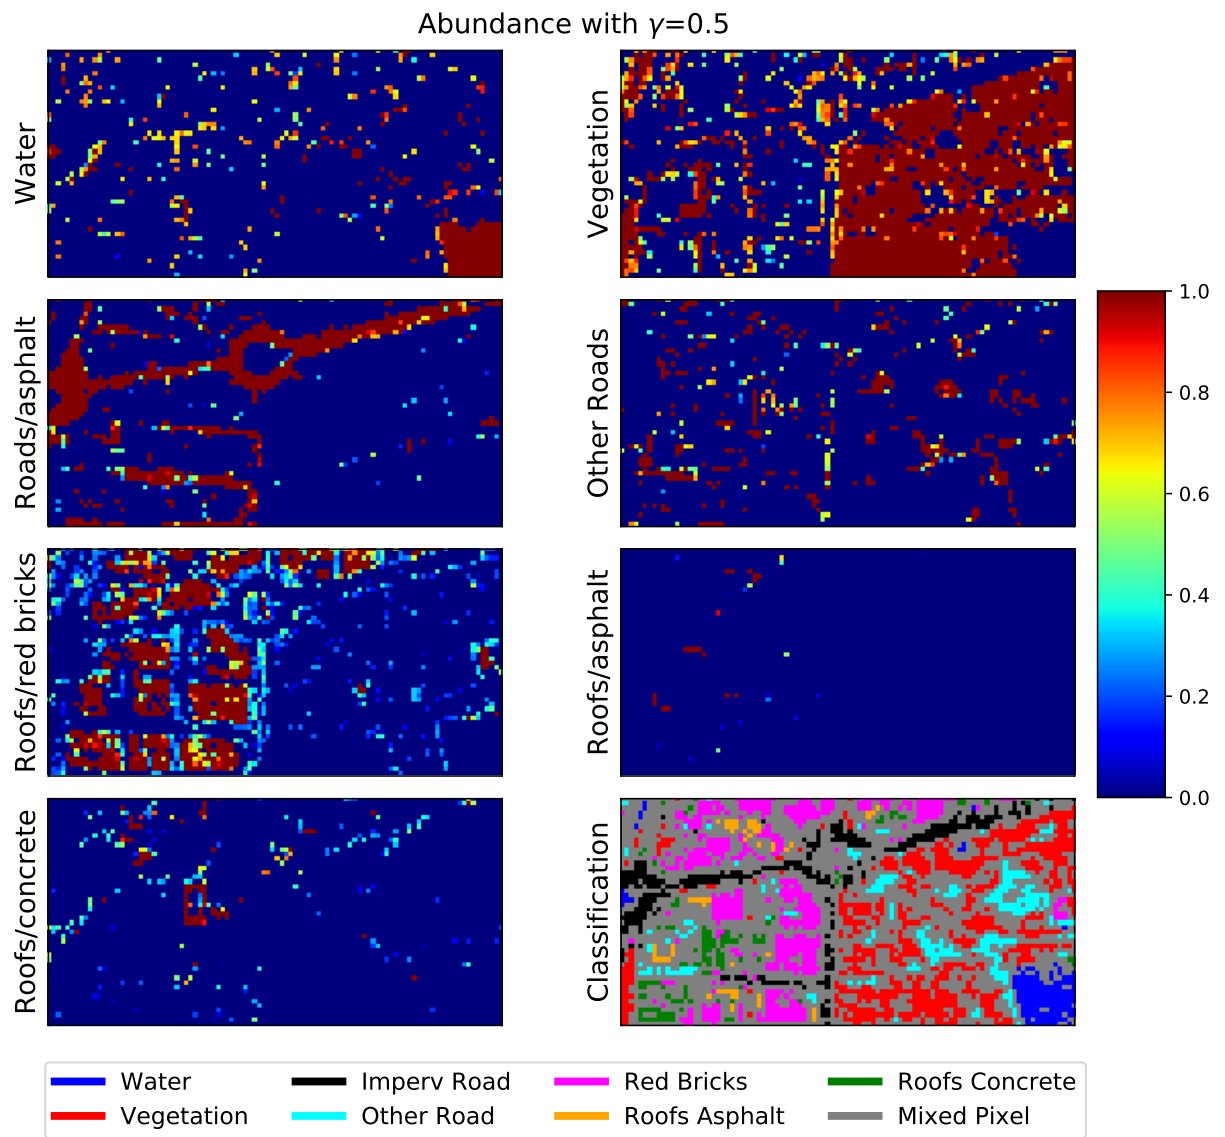 Abundance with γ=0.5
Water
Vegetation
Roads/asphalt
Other Roads
Roofs/red bricks
Roofs/asphalt
Roofs/concrete
Classification
1.0
0.8
0.6
0.4
0.2
0.0
Water
Imperv Road
Red Bricks
Roofs Concrete
Vegetation
Other Road
Roofs Asphalt
Mixed Pixel